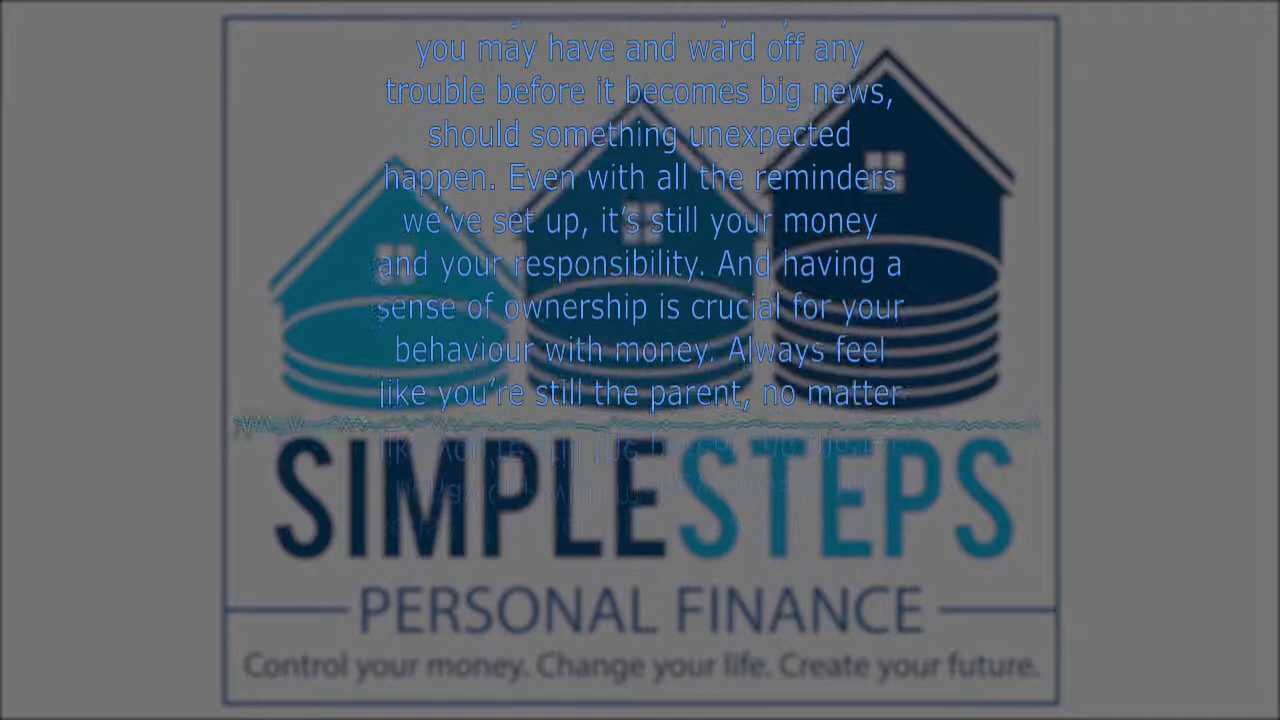 you may have and ward off any
trouble before it becomes big news,
should something unexpected
happen. Even with all the reminders
we’ve set up, it’s still your money
and your responsibility. And having a
sense of ownership is crucial for your
behaviour with money. Always feel
like you’re still the parent, no matter
SIMPLESTEPS
PERSONAL FINANCE
Control your money. Change your life. Create your future.